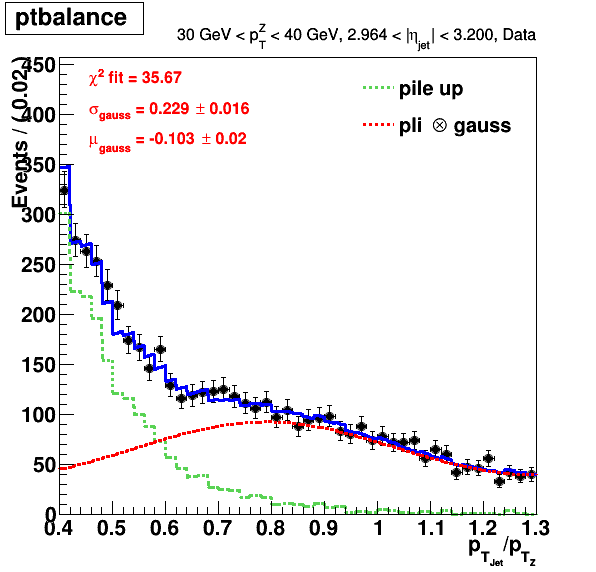 ptbalance
30 GeV < p_T^Z < 40 GeV, 2.964 < |η_jet| < 3.200, Data
Events / ( 0.02 )
χ² fit = 35.67
σ_gauss = 0.229 ± 0.016
μ_gauss = -0.103 ± 0.02
pile up
pli ⊗ gauss
450
400
350
300
250
200
150
100
50
0
0.4 0.5 0.6 0.7 0.8 0.9 1 1.1 1.2 1.3
p_T_Jet/p_T_Z